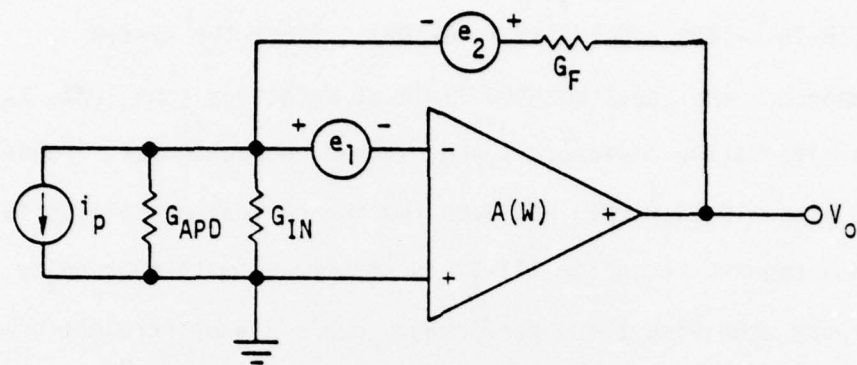 - e2 +
GF
+ e1 -
-
ip
GAPD
GIN
A(W)
+
Vo
+